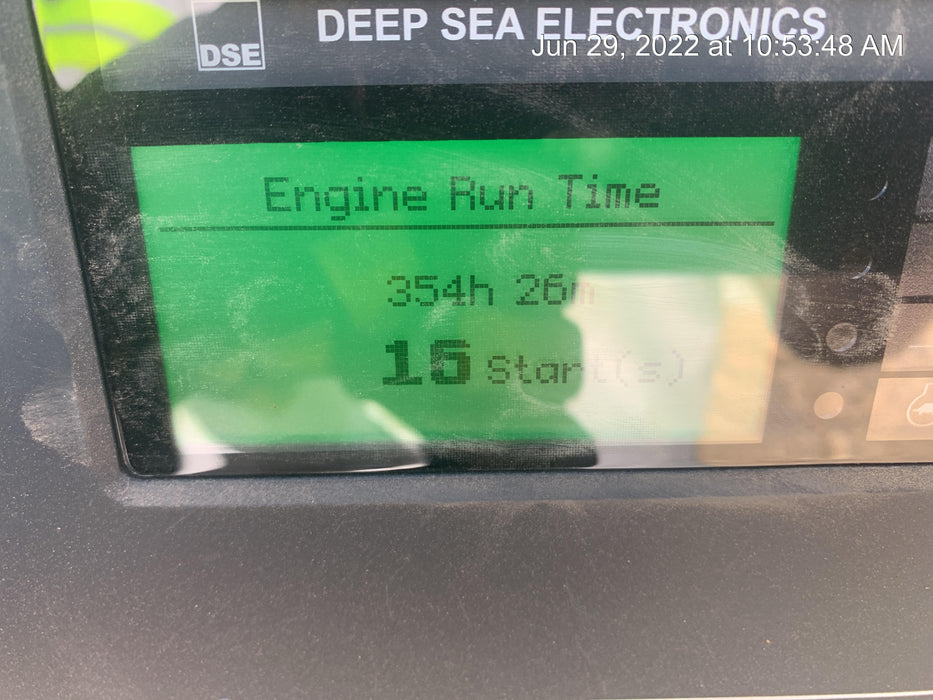 DSE
DEEP SEA ELECTRONICS
Jun 29, 2022 at 10:53:48 AM
Engine Run Time
354h 26m
16 Start(s)